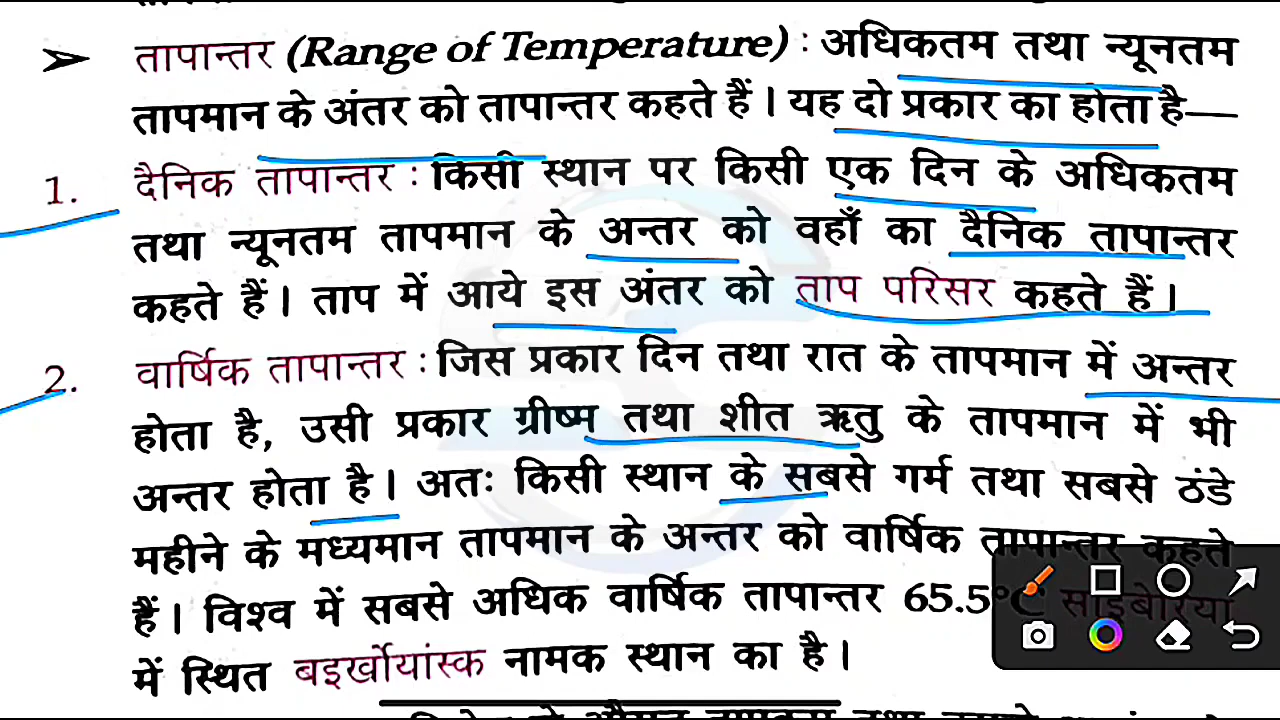 ➢ तापान्तर (Range of Temperature) : अधिकतम तथा न्यूनतम
तापमान के अंतर को तापान्तर कहते हैं । यह दो प्रकार का होता है—
1. दैनिक तापान्तर : किसी स्थान पर किसी एक दिन के अधिकतम
तथा न्यूनतम तापमान के अन्तर को वहाँ का दैनिक तापान्तर
कहते हैं। ताप में आये इस अंतर को ताप परिसर कहते हैं ।
2. वार्षिक तापान्तर : जिस प्रकार दिन तथा रात के तापमान में अन्तर
होता है, उसी प्रकार ग्रीष्म तथा शीत ऋतु के तापमान में भी
अन्तर होता है। अतः किसी स्थान के सबसे गर्म तथा सबसे ठंडे
महीने के मध्यमान तापमान के अन्तर को वार्षिक तापान्तर कहते
हैं। विश्व में सबसे अधिक वार्षिक तापान्तर 65.5°C साइबेरिया
में स्थित बइर्खोयांस्क नामक स्थान का है।